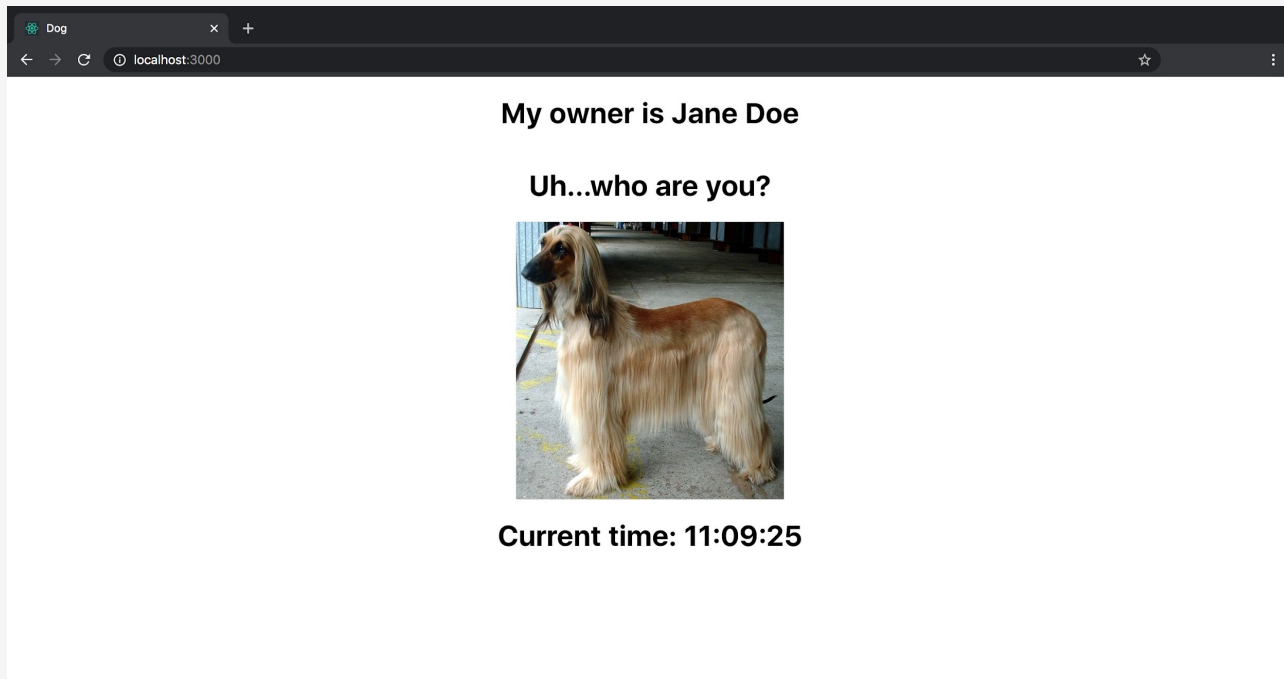 Dog
localhost:3000
My owner is Jane Doe
Uh...who are you?
Current time: 11:09:25